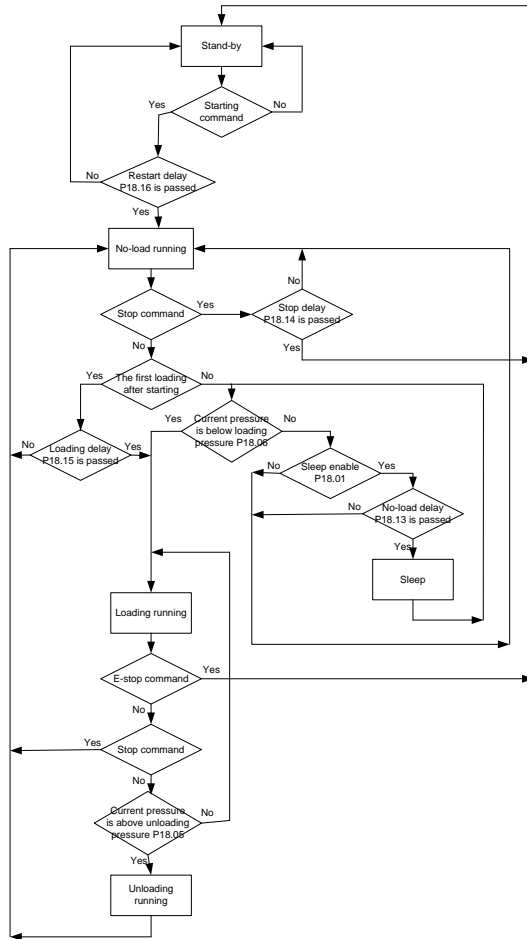 Stand-by
Yes
Starting
command
No
No
Restart delay
P18.16 is passed
Yes
No-load running
No
Stop command
Yes
Stop delay
P18.14 is passed
No
Yes
Yes
The first loading
after starting
No
Yes
Current pressure
is below loading
pressure P18.06
No
No
Loading delay
P18.15 is passed
Yes
No
Sleep enable
P18.01
Yes
No
No-load delay
P18.13 is passed
Yes
Sleep
Loading running
E-stop command
Yes
No
Yes
Stop command
No
Current pressure
is above unloading
pressure P18.05
No
Yes
Unloading
running